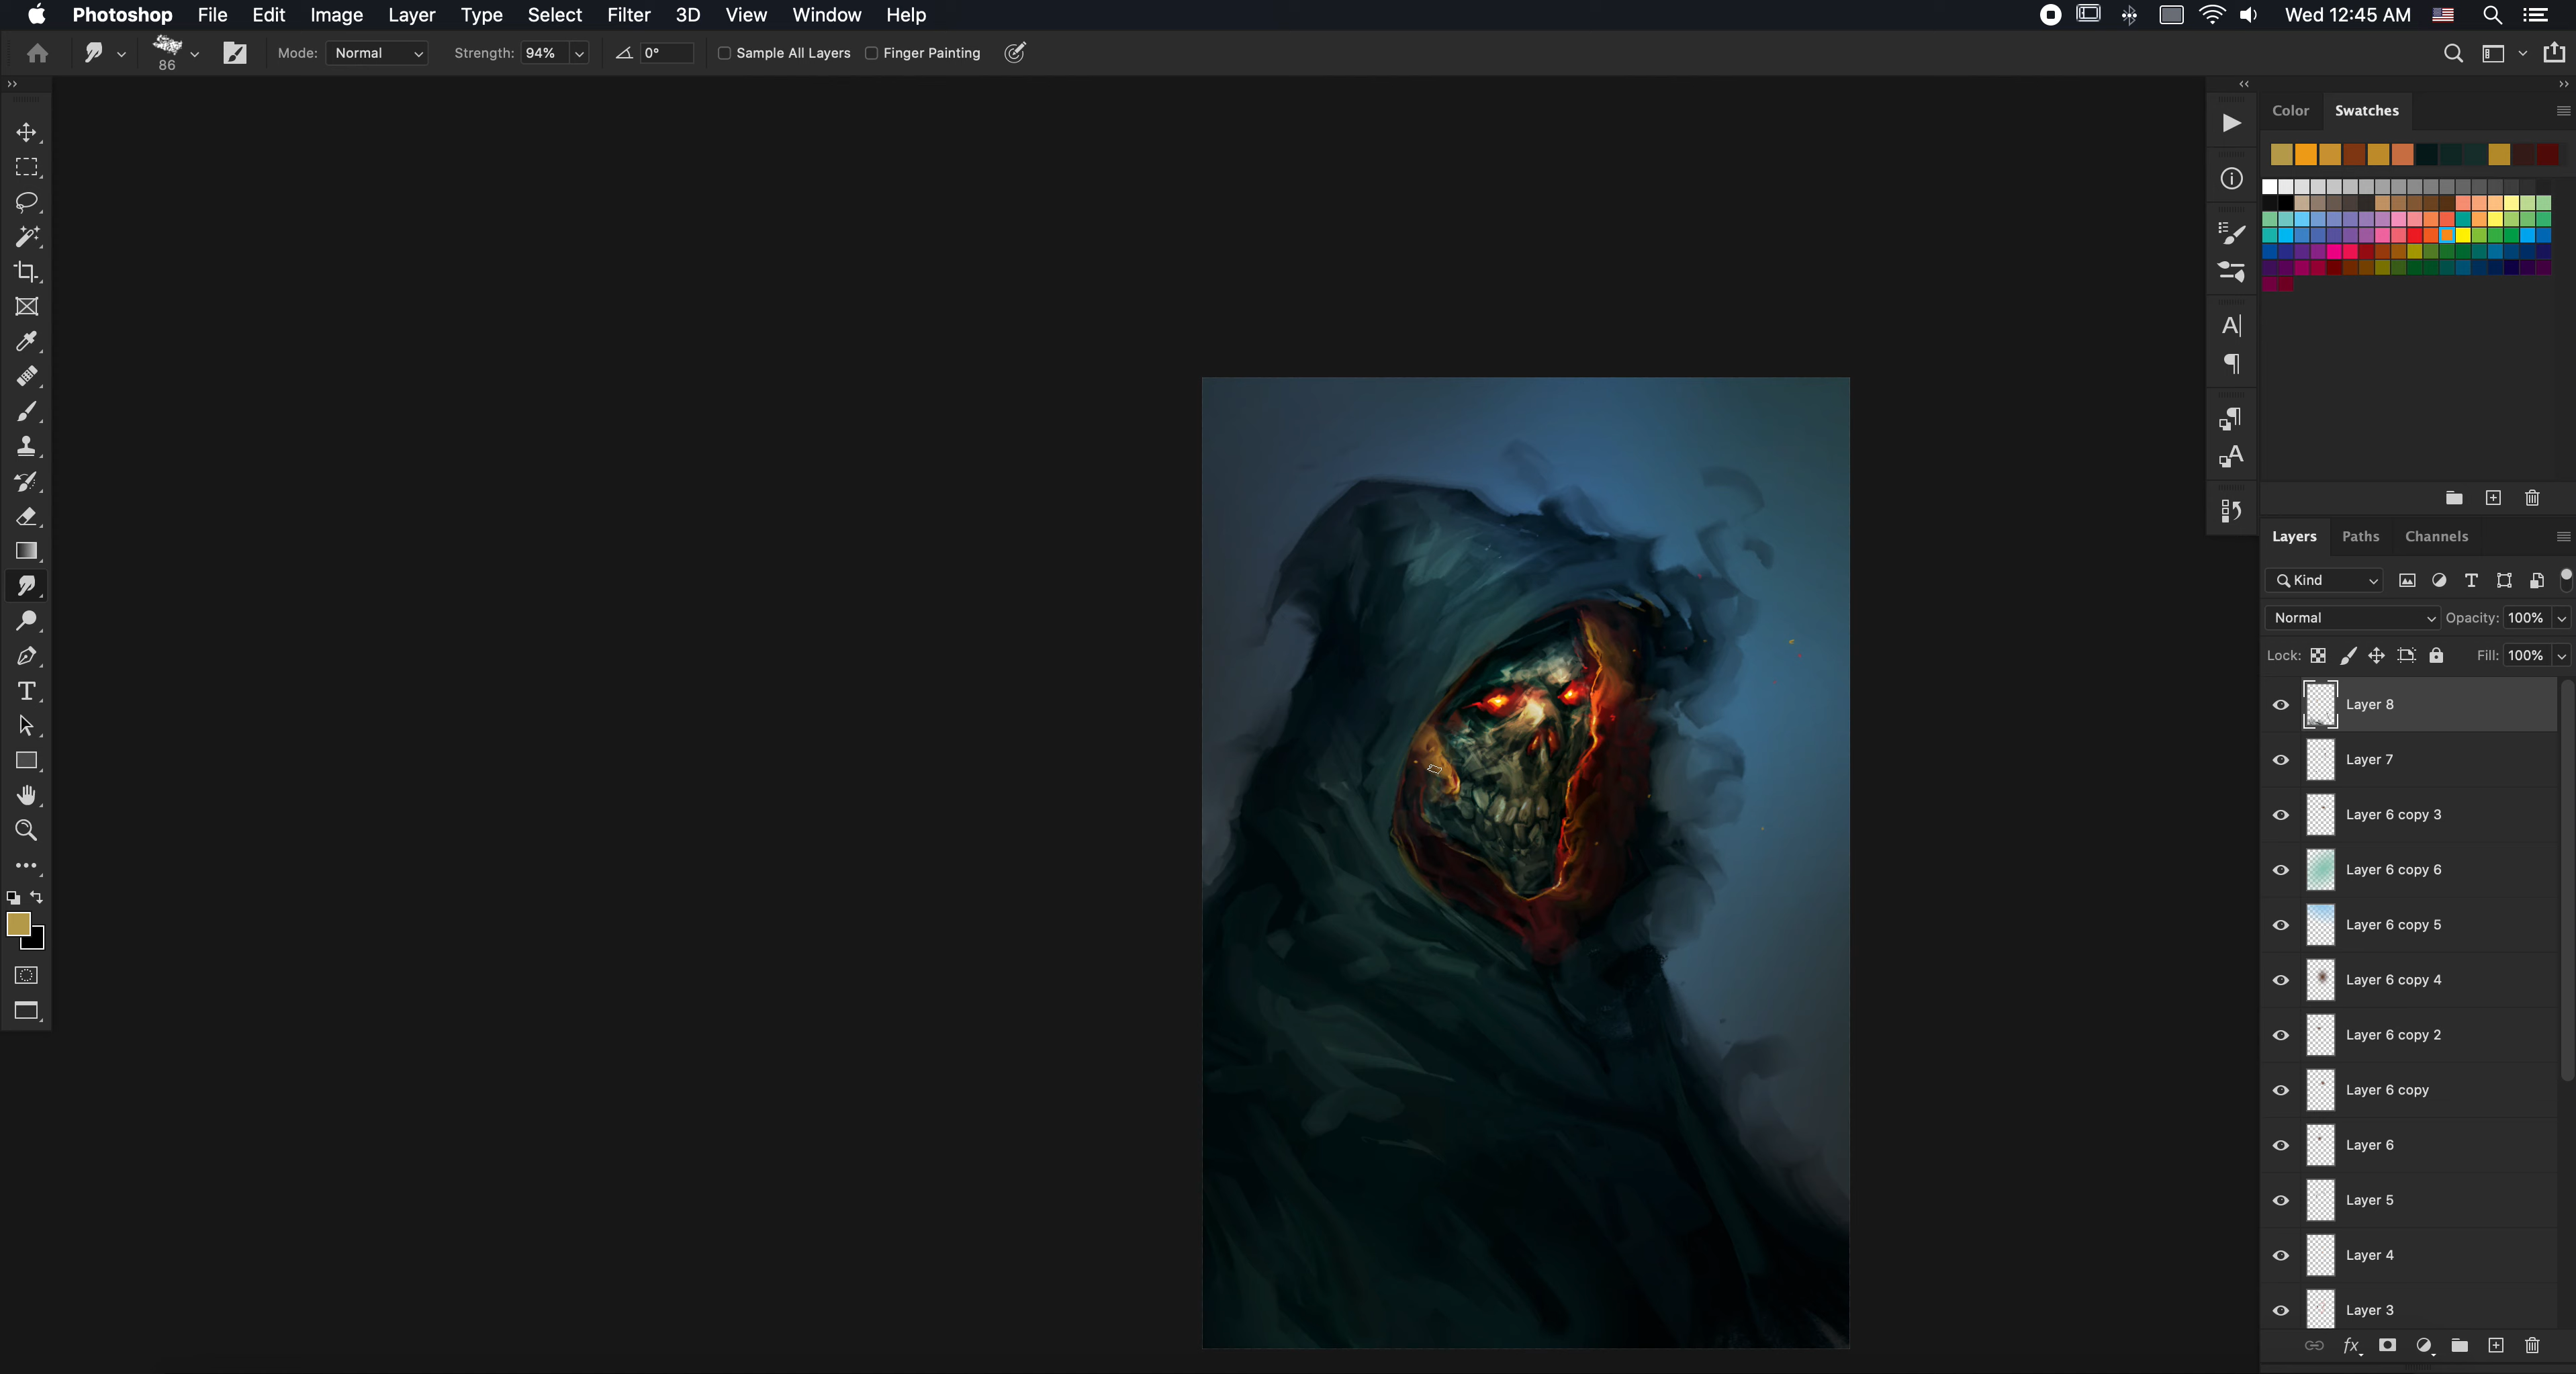 Photoshop File Edit Image Layer Type Select Filter 3D View Window Help Wed 12:45 AM
86 Mode: Normal Strength: 94% 0° Sample All Layers Finger Painting
Color Swatches
Layers Paths Channels
Kind
Normal Opacity: 100%
Lock: Fill: 100%
Layer 8
Layer 7
Layer 6 copy 3
Layer 6 copy 6
Layer 6 copy 5
Layer 6 copy 4
Layer 6 copy 2
Layer 6 copy
Layer 6
Layer 5
Layer 4
Layer 3
fx